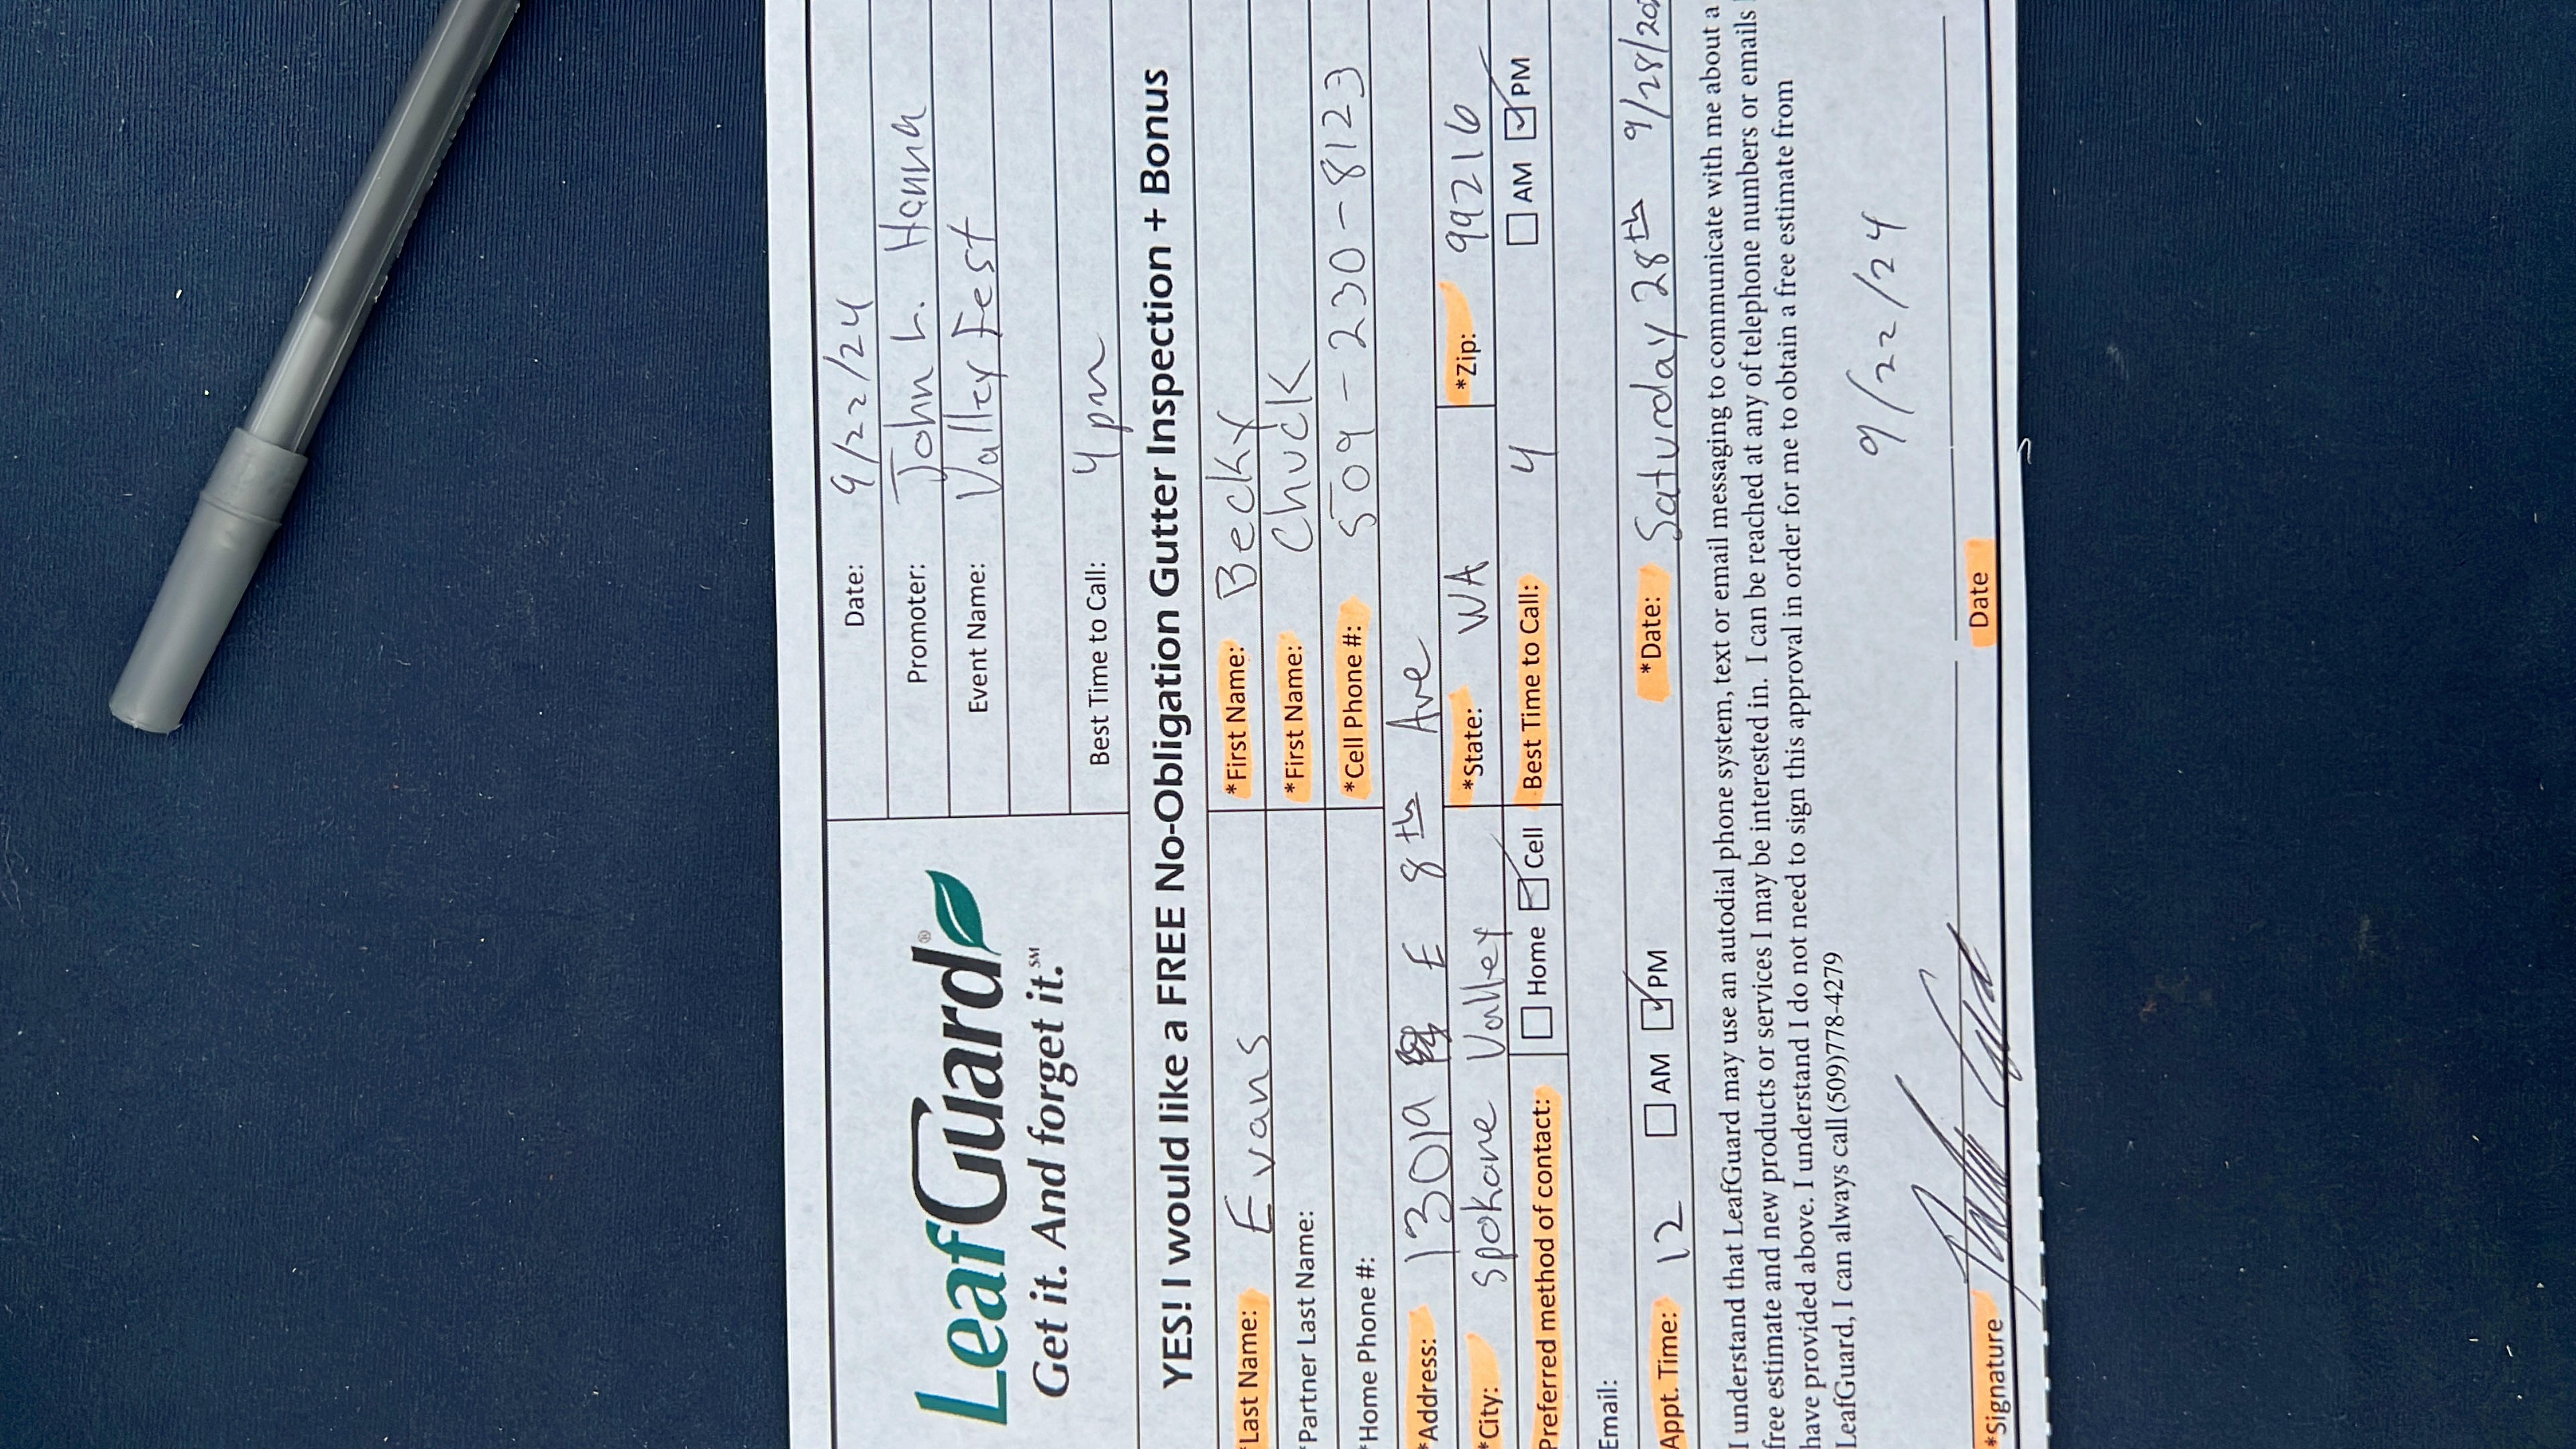 Date: 9/22/24
Promoter: John L. Hanna
LeafGuard®
Event Name: Valley Fest
Get it. And forget it.℠
Best Time to Call: 4 pm
YES! I would like a FREE No-Obligation Gutter Inspection + Bonus
*Last Name: Evans *First Name: Becky
*Partner Last Name: *First Name: Chuck
*Home Phone #: *Cell Phone #: 509-230-8123
*Address: 13019 E 8th Ave
*City: Spokane Valley *State: WA *Zip: 99216
Preferred method of contact: Home Cell Best Time to Call: 4 AM PM
Email:
Appt. Time: 12 AM PM *Date: Saturday 28th 9/28/202
I understand that LeafGuard may use an autodial phone system, text or email messaging to communicate with me about a
free estimate and new products or services I may be interested in. I can be reached at any of telephone numbers or emails
have provided above. I understand I do not need to sign this approval in order for me to obtain a free estimate from
LeafGuard, I can always call (509)778-4279
9/22/24
*Signature Date